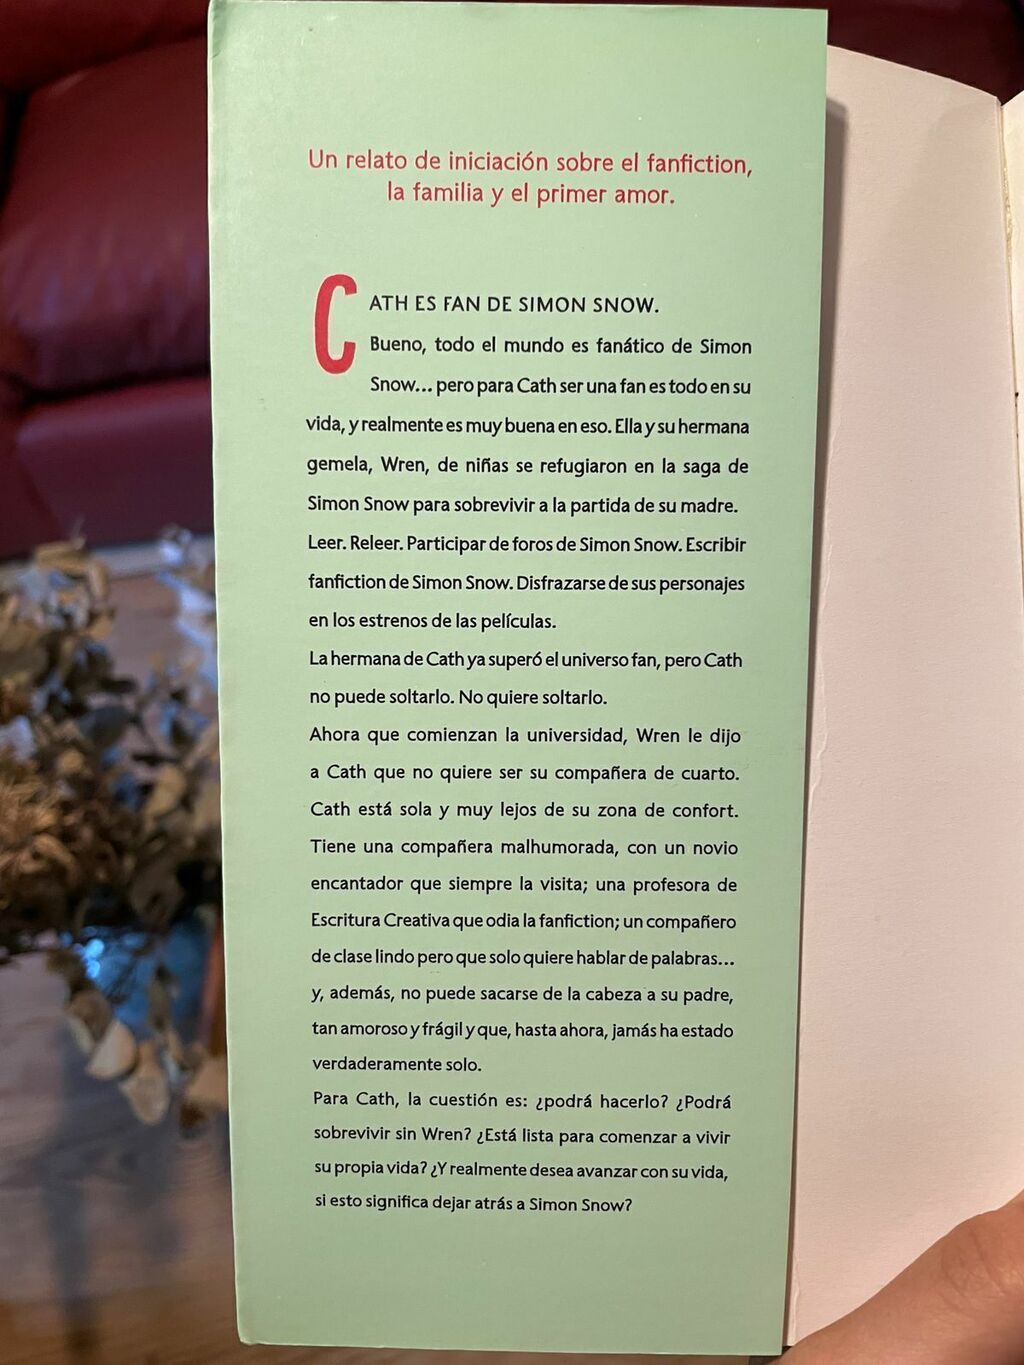 Un relato de iniciación sobre el fanfiction,
la familia y el primer amor.
CATH ES FAN DE SIMON SNOW.
Bueno, todo el mundo es fanático de Simon
Snow... pero para Cath ser una fan es todo en su
vida, y realmente es muy buena en eso. Ella y su hermana
gemela, Wren, de niñas se refugiaron en la saga de
Simon Snow para sobrevivir a la partida de su madre.
Leer. Releer. Participar de foros de Simon Snow. Escribir
fanfiction de Simon Snow. Disfrazarse de sus personajes
en los estrenos de las películas.
La hermana de Cath ya superó el universo fan, pero Cath
no puede soltarlo. No quiere soltarlo.
Ahora que comienzan la universidad, Wren le dijo
a Cath que no quiere ser su compañera de cuarto.
Cath está sola y muy lejos de su zona de confort.
Tiene una compañera malhumorada, con un novio
encantador que siempre la visita; una profesora de
Escritura Creativa que odia la fanfiction; un compañero
de clase lindo pero que solo quiere hablar de palabras...
y, además, no puede sacarse de la cabeza a su padre,
tan amoroso y frágil y que, hasta ahora, jamás ha estado
verdaderamente solo.
Para Cath, la cuestión es: ¿podrá hacerlo? ¿Podrá
sobrevivir sin Wren? ¿Está lista para comenzar a vivir
su propia vida? ¿Y realmente desea avanzar con su vida,
si esto significa dejar atrás a Simon Snow?